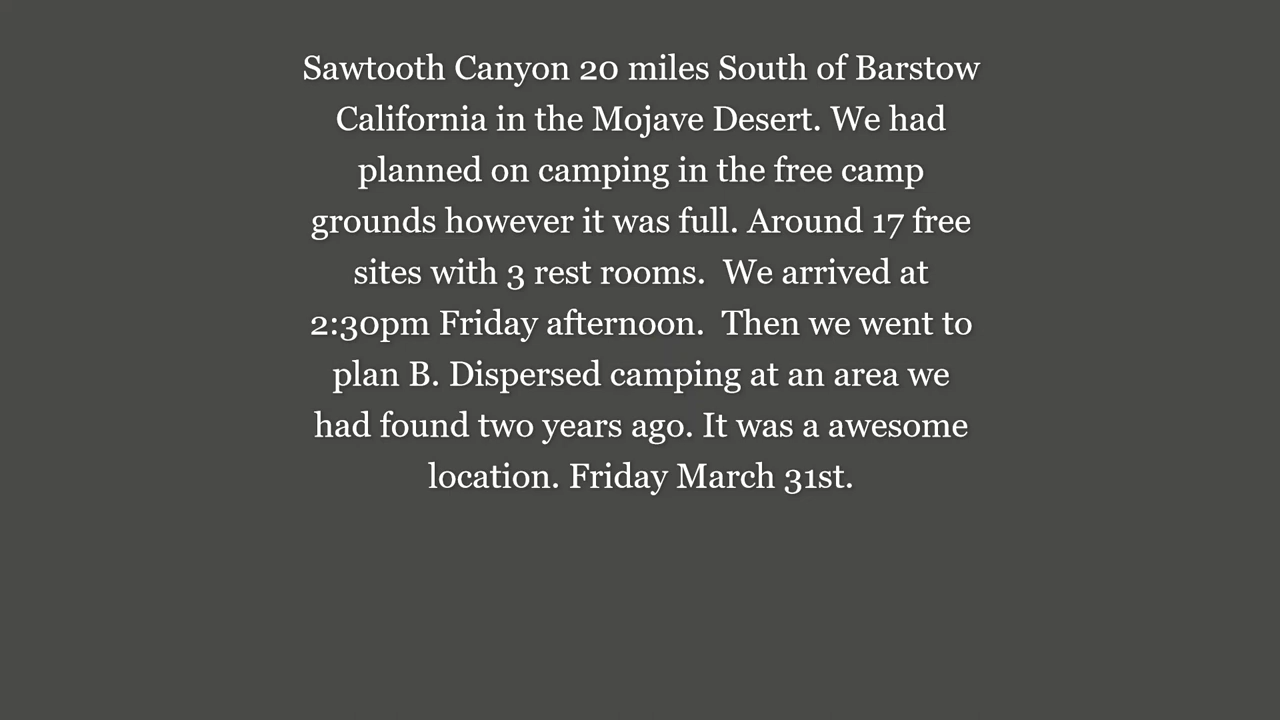 Sawtooth Canyon 20 miles South of Barstow
California in the Mojave Desert. We had
planned on camping in the free camp
grounds however it was full. Around 17 free
sites with 3 rest rooms.  We arrived at
2:30pm Friday afternoon.  Then we went to
plan B. Dispersed camping at an area we
had found two years ago. It was a awesome
location. Friday March 31st.